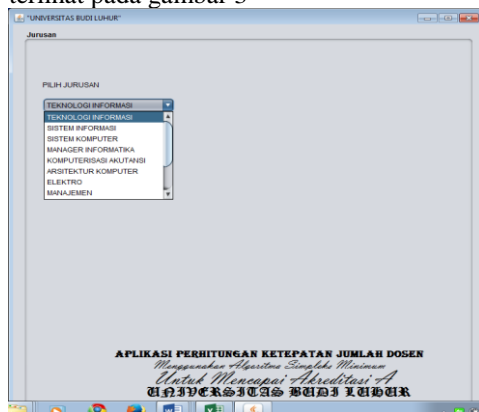 terlihat pada gambar 3
"UNIVERSITAS BUDI LUHUR"
Jurusan
PILIH JURUSAN
TEKNOLOGI INFORMASI
TEKNOLOGI INFORMASI
SISTEM INFORMASI
SISTEM KOMPUTER
MANAGER INFORMATIKA
KOMPUTERISASI AKUTANSI
ARSITEKTUR KOMPUTER
ELEKTRO
MANAJEMEN
APLIKASI PERHITUNGAN KETEPATAN JUMLAH DOSEN
Menggunakan Algoritma Simpleks Minimum
Untuk Mencapai Akreditasi A
UNIVERSITAS BUDI LUHUR